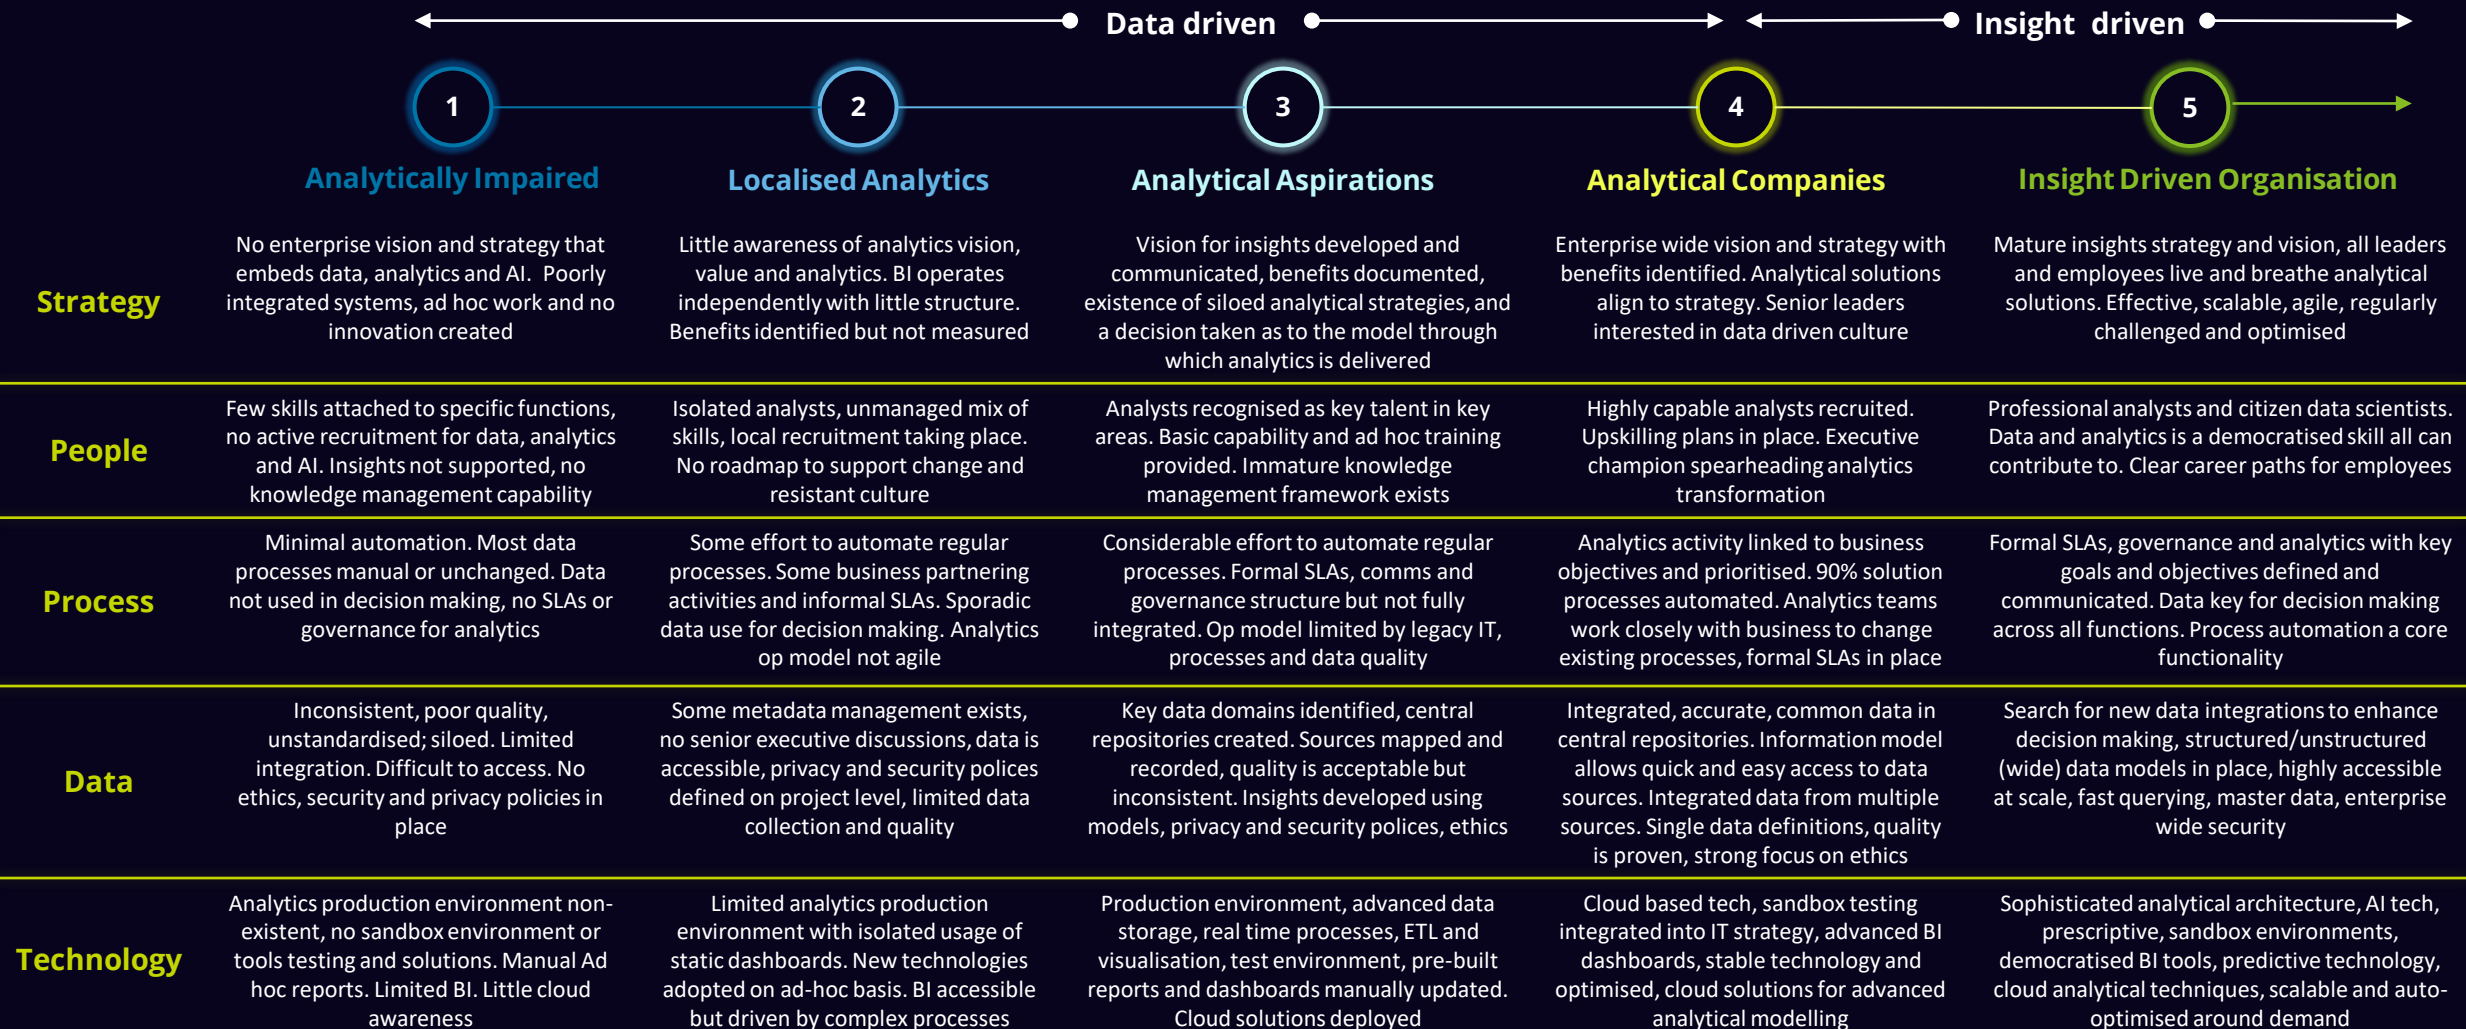 Data driven
Insight driven
1
2
3
4
5
Analytically Impaired
Localised Analytics
Analytical Aspirations
Analytical Companies
Insight Driven Organisation
Strategy
No enterprise vision and strategy that
embeds data, analytics and AI. Poorly
integrated systems, ad hoc work and no
innovation created
Little awareness of analytics vision,
value and analytics. BI operates
independently with little structure.
Benefits identified but not measured
Vision for insights developed and
communicated, benefits documented,
existence of siloed analytical strategies, and
a decision taken as to the model through
which analytics is delivered
Enterprise wide vision and strategy with
benefits identified. Analytical solutions
align to strategy. Senior leaders
interested in data driven culture
Mature insights strategy and vision, all leaders
and employees live and breathe analytical
solutions. Effective, scalable, agile, regularly
challenged and optimised
People
Few skills attached to specific functions,
no active recruitment for data, analytics
and AI. Insights not supported, no
knowledge management capability
Isolated analysts, unmanaged mix of
skills, local recruitment taking place.
No roadmap to support change and
resistant culture
Analysts recognised as key talent in key
areas. Basic capability and ad hoc training
provided. Immature knowledge
management framework exists
Highly capable analysts recruited.
Upskilling plans in place. Executive
champion spearheading analytics
transformation
Professional analysts and citizen data scientists.
Data and analytics is a democratised skill all can
contribute to. Clear career paths for employees
Process
Minimal automation. Most data
processes manual or unchanged. Data
not used in decision making, no SLAs or
governance for analytics
Some effort to automate regular
processes. Some business partnering
activities and informal SLAs. Sporadic
data use for decision making. Analytics
op model not agile
Considerable effort to automate regular
processes. Formal SLAs, comms and
governance structure but not fully
integrated. Op model limited by legacy IT,
processes and data quality
Analytics activity linked to business
objectives and prioritised. 90% solution
processes automated. Analytics teams
work closely with business to change
existing processes, formal SLAs in place
Formal SLAs, governance and analytics with key
goals and objectives defined and
communicated. Data key for decision making
across all functions. Process automation a core
functionality
Data
Inconsistent, poor quality,
unstandardised; siloed. Limited
integration. Difficult to access. No
ethics, security and privacy policies in
place
Some metadata management exists,
no senior executive discussions, data is
accessible, privacy and security polices
defined on project level, limited data
collection and quality
Key data domains identified, central
repositories created. Sources mapped and
recorded, quality is acceptable but
inconsistent. Insights developed using
models, privacy and security polices, ethics
Integrated, accurate, common data in
central repositories. Information model
allows quick and easy access to data
sources. Integrated data from multiple
sources. Single data definitions, quality
is proven, strong focus on ethics
Search for new data integrations to enhance
decision making, structured/unstructured
(wide) data models in place, highly accessible
at scale, fast querying, master data, enterprise
wide security
Technology
Analytics production environment non-
existent, no sandbox environment or
tools testing and solutions. Manual Ad
hoc reports. Limited BI. Little cloud
awareness
Limited analytics production
environment with isolated usage of
static dashboards. New technologies
adopted on ad-hoc basis. BI accessible
but driven by complex processes
Production environment, advanced data
storage, real time processes, ETL and
visualisation, test environment, pre-built
reports and dashboards manually updated.
Cloud solutions deployed
Cloud based tech, sandbox testing
integrated into IT strategy, advanced BI
dashboards, stable technology and
optimised, cloud solutions for advanced
analytical modelling
Sophisticated analytical architecture, AI tech,
prescriptive, sandbox environments,
democratised BI tools, predictive technology,
cloud analytical techniques, scalable and auto-
optimised around demand